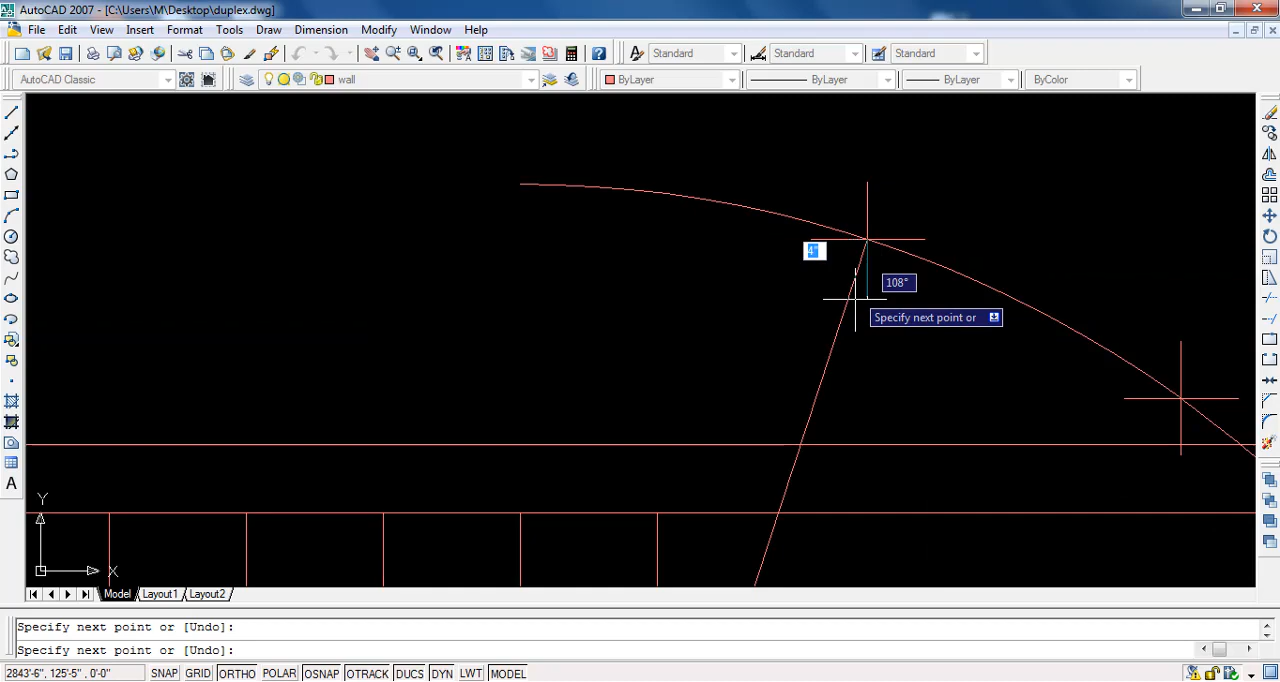 AutoCAD 2007 - [C:\Users\M\Desktop\duplex.dwg]
File Edit View Insert Format Tools Draw Dimension Modify Window Help
Standard Standard Standard
AutoCAD Classic wall ByLayer ByLayer ByLayer ByColor
4"
108°
Specify next point or
Y
X
Model Layout1 Layout2
Specify next point or [Undo]:
Specify next point or [Undo]:
2843'-6", 125'-5" , 0'-0" SNAP GRID ORTHO POLAR OSNAP OTRACK DUCS DYN LWT MODEL
A